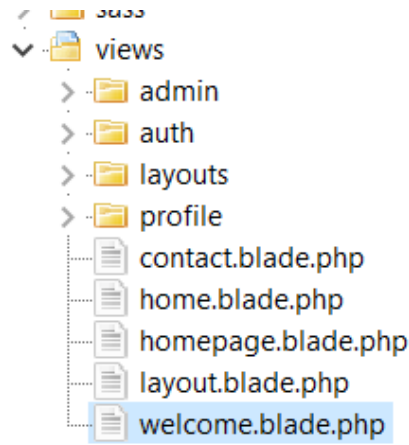 sass
views
admin
auth
layouts
profile
contact.blade.php
home.blade.php
homepage.blade.php
layout.blade.php
welcome.blade.php